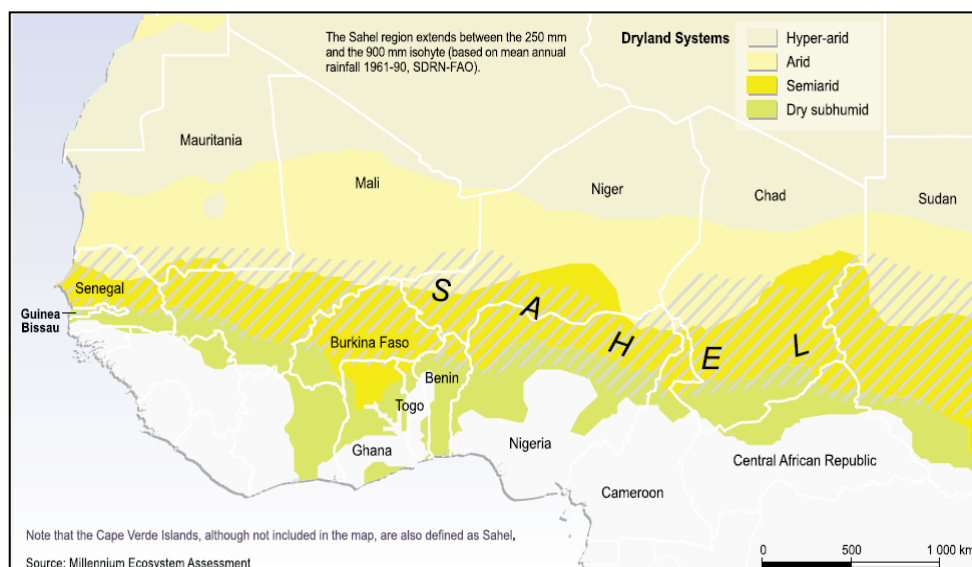 The Sahel region extends between the 250 mm
and the 900 mm isohyte (based on mean annual
rainfall 1961-90, SDRN-FAO).
Dryland Systems
Hyper-arid
Arid
Semiarid
Dry subhumid
Mauritania
Mali
Niger
Chad
Sudan
Senegal
Guinea
Bissau
Burkina Faso
Benin
Togo
Ghana
Nigeria
Cameroon
Central African Republic
S A H E L
Note that the Cape Verde Islands, although not included in the map, are also defined as Sahel.
Source: Millennium Ecosystem Assessment
0 500 1 000 km